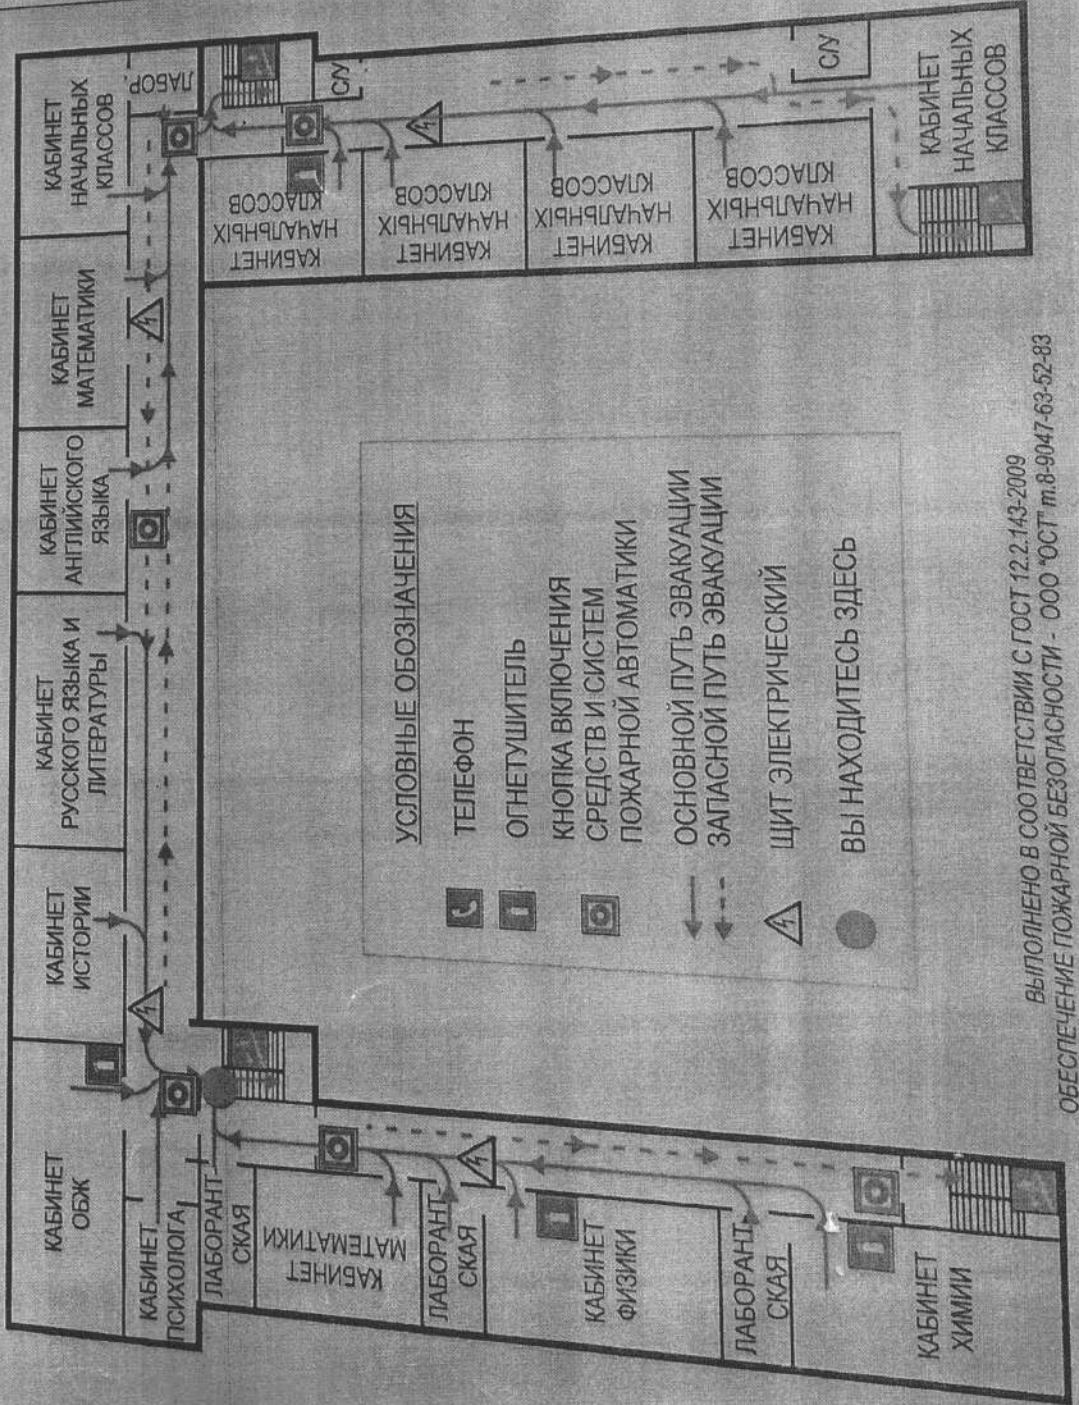 КАБИНЕТ
ОБЖ
КАБИНЕТ
ИСТОРИИ
КАБИНЕТ
РУССКОГО ЯЗЫКА И
ЛИТЕРАТУРЫ
КАБИНЕТ
АНГЛИЙСКОГО
ЯЗЫКА
КАБИНЕТ
МАТЕМАТИКИ
КАБИНЕТ
НАЧАЛЬНЫХ
КЛАССОВ
ЛАБОР.
КАБИНЕТ
ПСИХОЛОГА
ЛАБОРАНТ
СКАЯ
КАБИНЕТ
МАТЕМАТИКИ
ЛАБОРАНТ
СКАЯ
КАБИНЕТ
ФИЗИКИ
ЛАБОРАНТ
СКАЯ
КАБИНЕТ
ХИМИИ
С/У
КАБИНЕТ
НАЧАЛЬНЫХ
КЛАССОВ
КАБИНЕТ
НАЧАЛЬНЫХ
КЛАССОВ
КАБИНЕТ
НАЧАЛЬНЫХ
КЛАССОВ
КАБИНЕТ
НАЧАЛЬНЫХ
КЛАССОВ
С/У
КАБИНЕТ
НАЧАЛЬНЫХ
КЛАССОВ
УСЛОВНЫЕ ОБОЗНАЧЕНИЯ
ТЕЛЕФОН
ОГНЕТУШИТЕЛЬ
КНОПКА ВКЛЮЧЕНИЯ
СРЕДСТВ И СИСТЕМ
ПОЖАРНОЙ АВТОМАТИКИ
ОСНОВНОЙ ПУТЬ ЭВАКУАЦИИ
ЗАПАСНОЙ ПУТЬ ЭВАКУАЦИИ
ЩИТ ЭЛЕКТРИЧЕСКИЙ
ВЫ НАХОДИТЕСЬ ЗДЕСЬ
ВЫПОЛНЕНО В СООТВЕТСТВИИ С ГОСТ 12.2.143-2009
ОБЕСПЕЧЕНИЕ ПОЖАРНОЙ БЕЗОПАСНОСТИ - ООО "ОСТ" т.8-9047-63-52-83